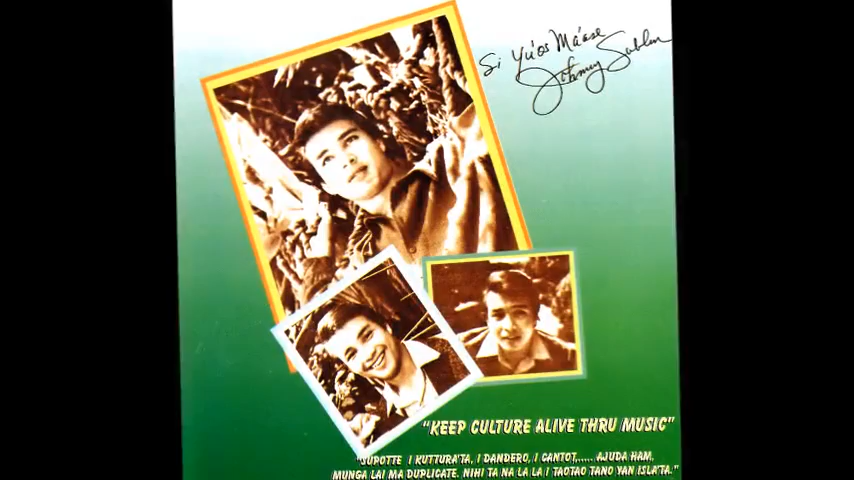 Si Yu'os Ma'ase
Johnny Sablan
"KEEP CULTURE ALIVE THRU MUSIC"
"SUPOTTE I KUTTURA'TA, I DANDERO, I CANTOT,..... AJUDA HAM,
MUNGA LAI MA DUPLICATE. NIHI TA NA LA LA I TAOTAO TANO YAN ISLA'TA."